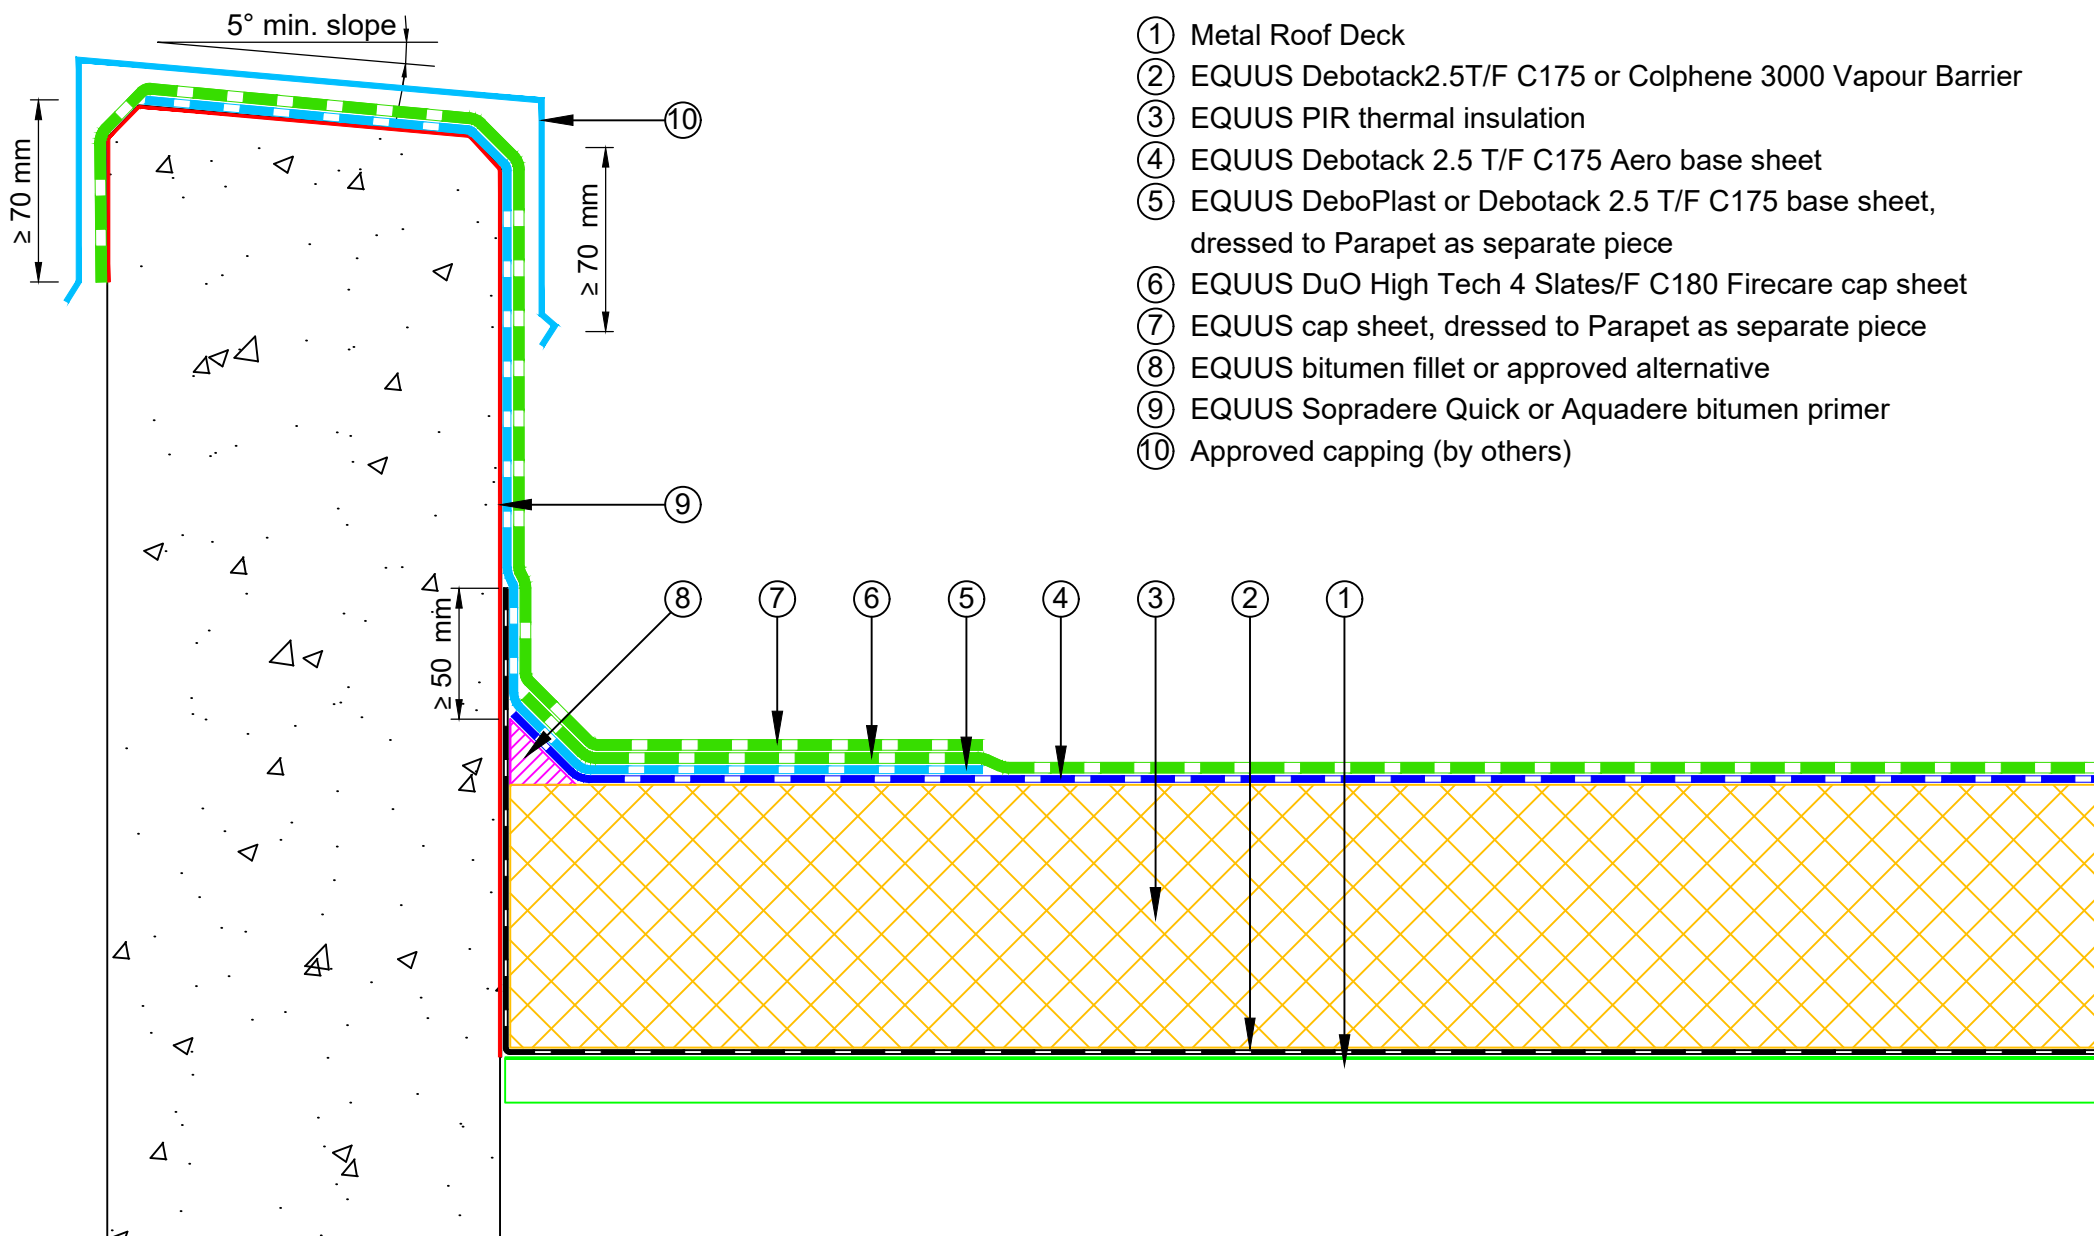 5° min. slope
≥ 70 mm
≥ 70 mm
≥ 50 mm
10
9
8
7
6
5
4
3
2
1
1 Metal Roof Deck
2 EQUUS Debotack2.5T/F C175 or Colphene 3000 Vapour Barrier
3 EQUUS PIR thermal insulation
4 EQUUS Debotack 2.5 T/F C175 Aero base sheet
5 EQUUS DeboPlast or Debotack 2.5 T/F C175 base sheet,
dressed to Parapet as separate piece
6 EQUUS DuO High Tech 4 Slates/F C180 Firecare cap sheet
7 EQUUS cap sheet, dressed to Parapet as separate piece
8 EQUUS bitumen fillet or approved alternative
9 EQUUS Sopradere Quick or Aquadere bitumen primer
10 Approved capping (by others)